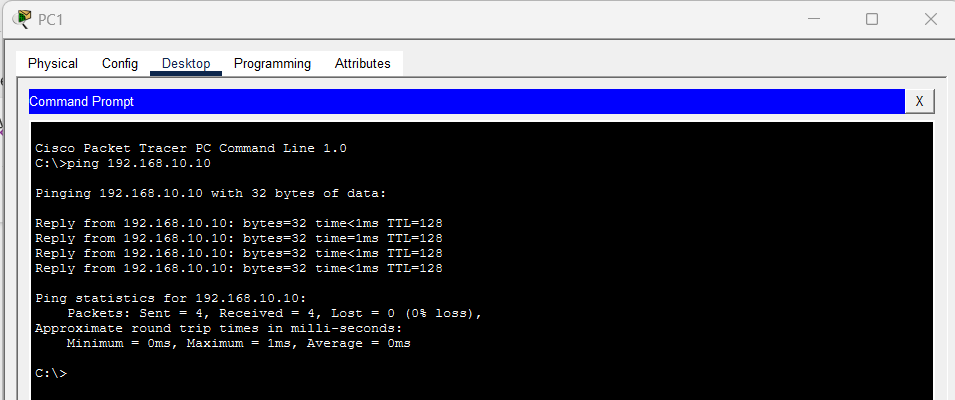 PC1
Physical Config Desktop Programming Attributes
Command Prompt X
Cisco Packet Tracer PC Command Line 1.0
C:\>ping 192.168.10.10
Pinging 192.168.10.10 with 32 bytes of data:
Reply from 192.168.10.10: bytes=32 time<1ms TTL=128
Reply from 192.168.10.10: bytes=32 time=1ms TTL=128
Reply from 192.168.10.10: bytes=32 time<1ms TTL=128
Reply from 192.168.10.10: bytes=32 time<1ms TTL=128
Ping statistics for 192.168.10.10:
Packets: Sent = 4, Received = 4, Lost = 0 (0% loss),
Approximate round trip times in milli-seconds:
Minimum = 0ms, Maximum = 1ms, Average = 0ms
C:\>